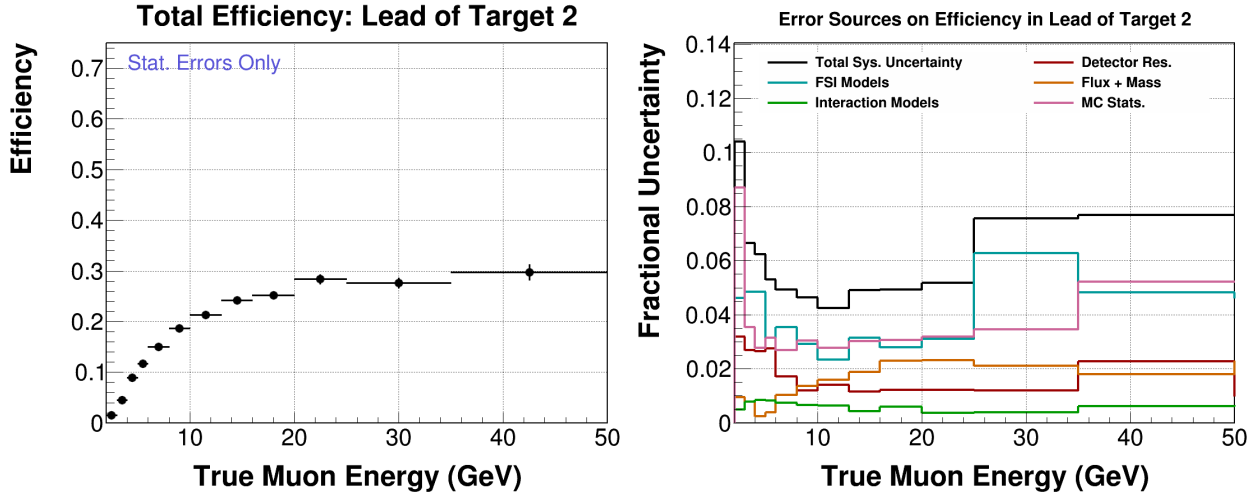 Total Efficiency: Lead of Target 2
Efficiency
Stat. Errors Only
0.7
0.6
0.5
0.4
0.3
0.2
0.1
0
10
20
30
40
50
True Muon Energy (GeV)
Error Sources on Efficiency in Lead of Target 2
Fractional Uncertainty
Total Sys. Uncertainty
FSI Models
Interaction Models
Detector Res.
Flux + Mass
MC Stats.
0.14
0.12
0.1
0.08
0.06
0.04
0.02
0
10
20
30
40
50
True Muon Energy (GeV)